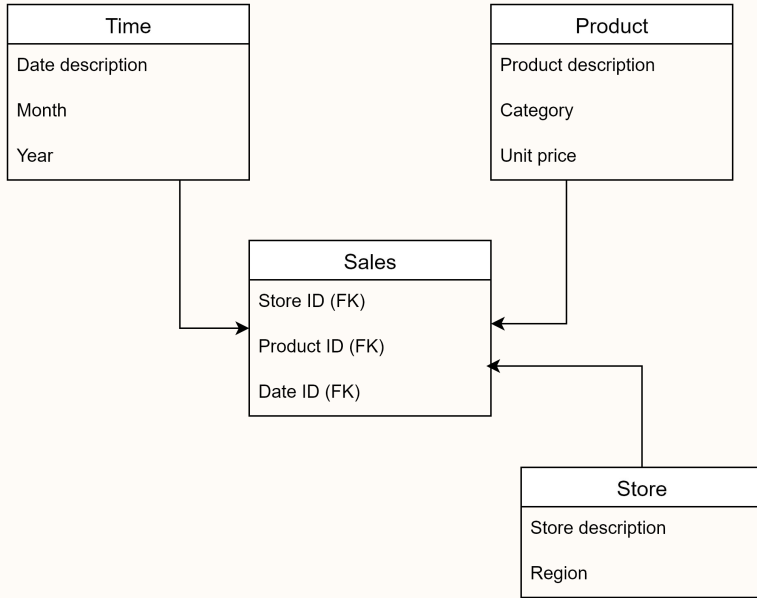 Time
Date description
Month
Year
Product
Product description
Category
Unit price
Sales
Store ID (FK)
Product ID (FK)
Date ID (FK)
Store
Store description
Region